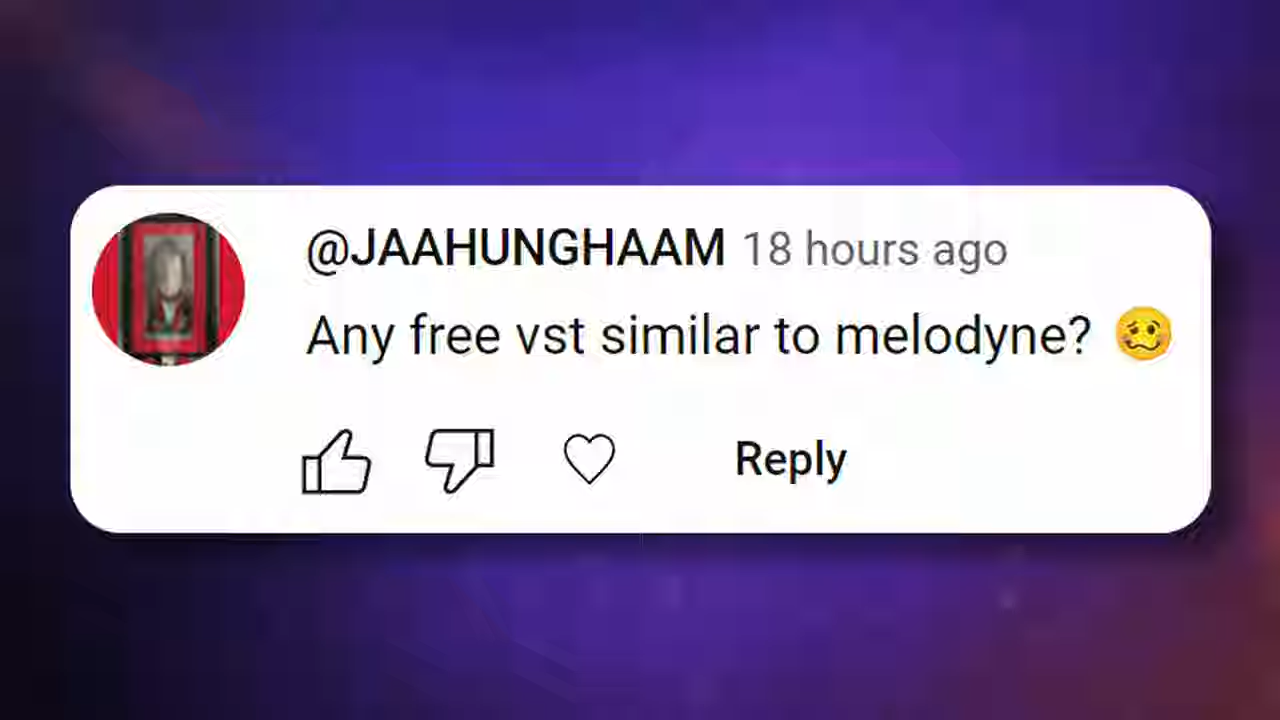 @JAAHUNGHAAM 18 hours ago
Any free vst similar to melodyne? 🥴
Reply